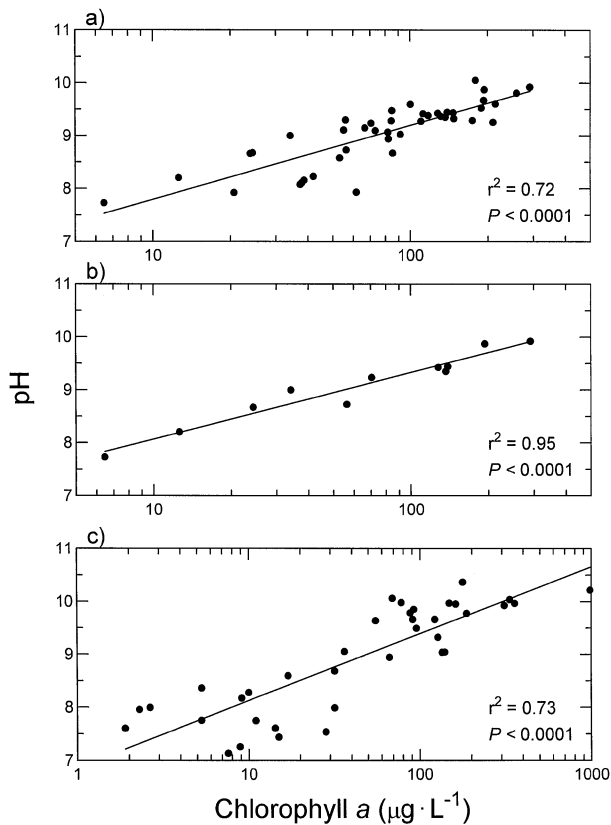 a)
11
10
9
8
7
10
100
r² = 0.72
P < 0.0001
b)
11
10
9
8
7
10
100
r² = 0.95
P < 0.0001
pH
c)
11
10
9
8
7
1
10
100
1000
r² = 0.73
P < 0.0001
Chlorophyll a (µg·L⁻¹)